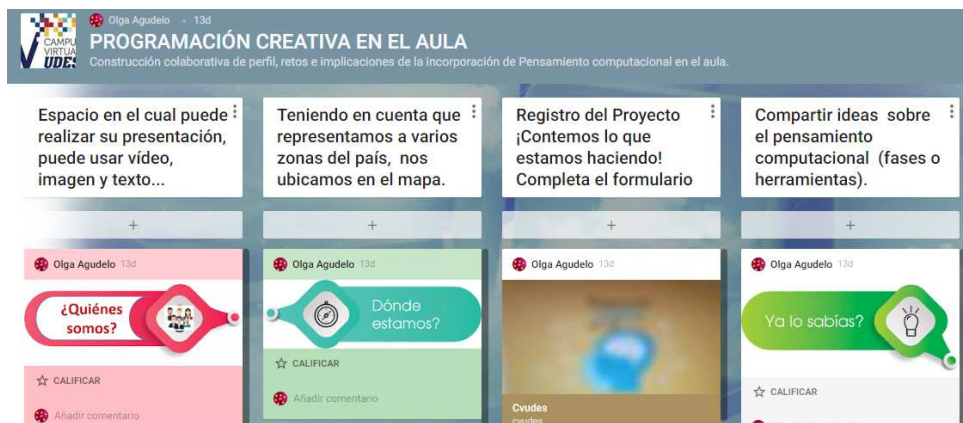 CAMPU
VIRTUA
UDES
Olga Agudelo • 13d
PROGRAMACIÓN CREATIVA EN EL AULA
Construcción colaborativa de perfil, retos e implicaciones de la incorporación de Pensamiento computacional en el aula.
Espacio en el cual puede
realizar su presentación,
puede usar vídeo,
imagen y texto...
+
Olga Agudelo 13d
¿Quiénes
somos?
CALIFICAR
Añadir comentario
Teniendo en cuenta que
representamos a varios
zonas del país, nos
ubicamos en el mapa.
+
Olga Agudelo 13d
Dónde
estamos?
CALIFICAR
Añadir comentario
Registro del Proyecto
¡Contemos lo que
estamos haciendo!
Completa el formulario
+
Olga Agudelo 13d
Cvudes
cvudes
Compartir ideas sobre
el pensamiento
computacional (fases o
herramientas).
+
Olga Agudelo 13d
Ya lo sabías?
CALIFICAR